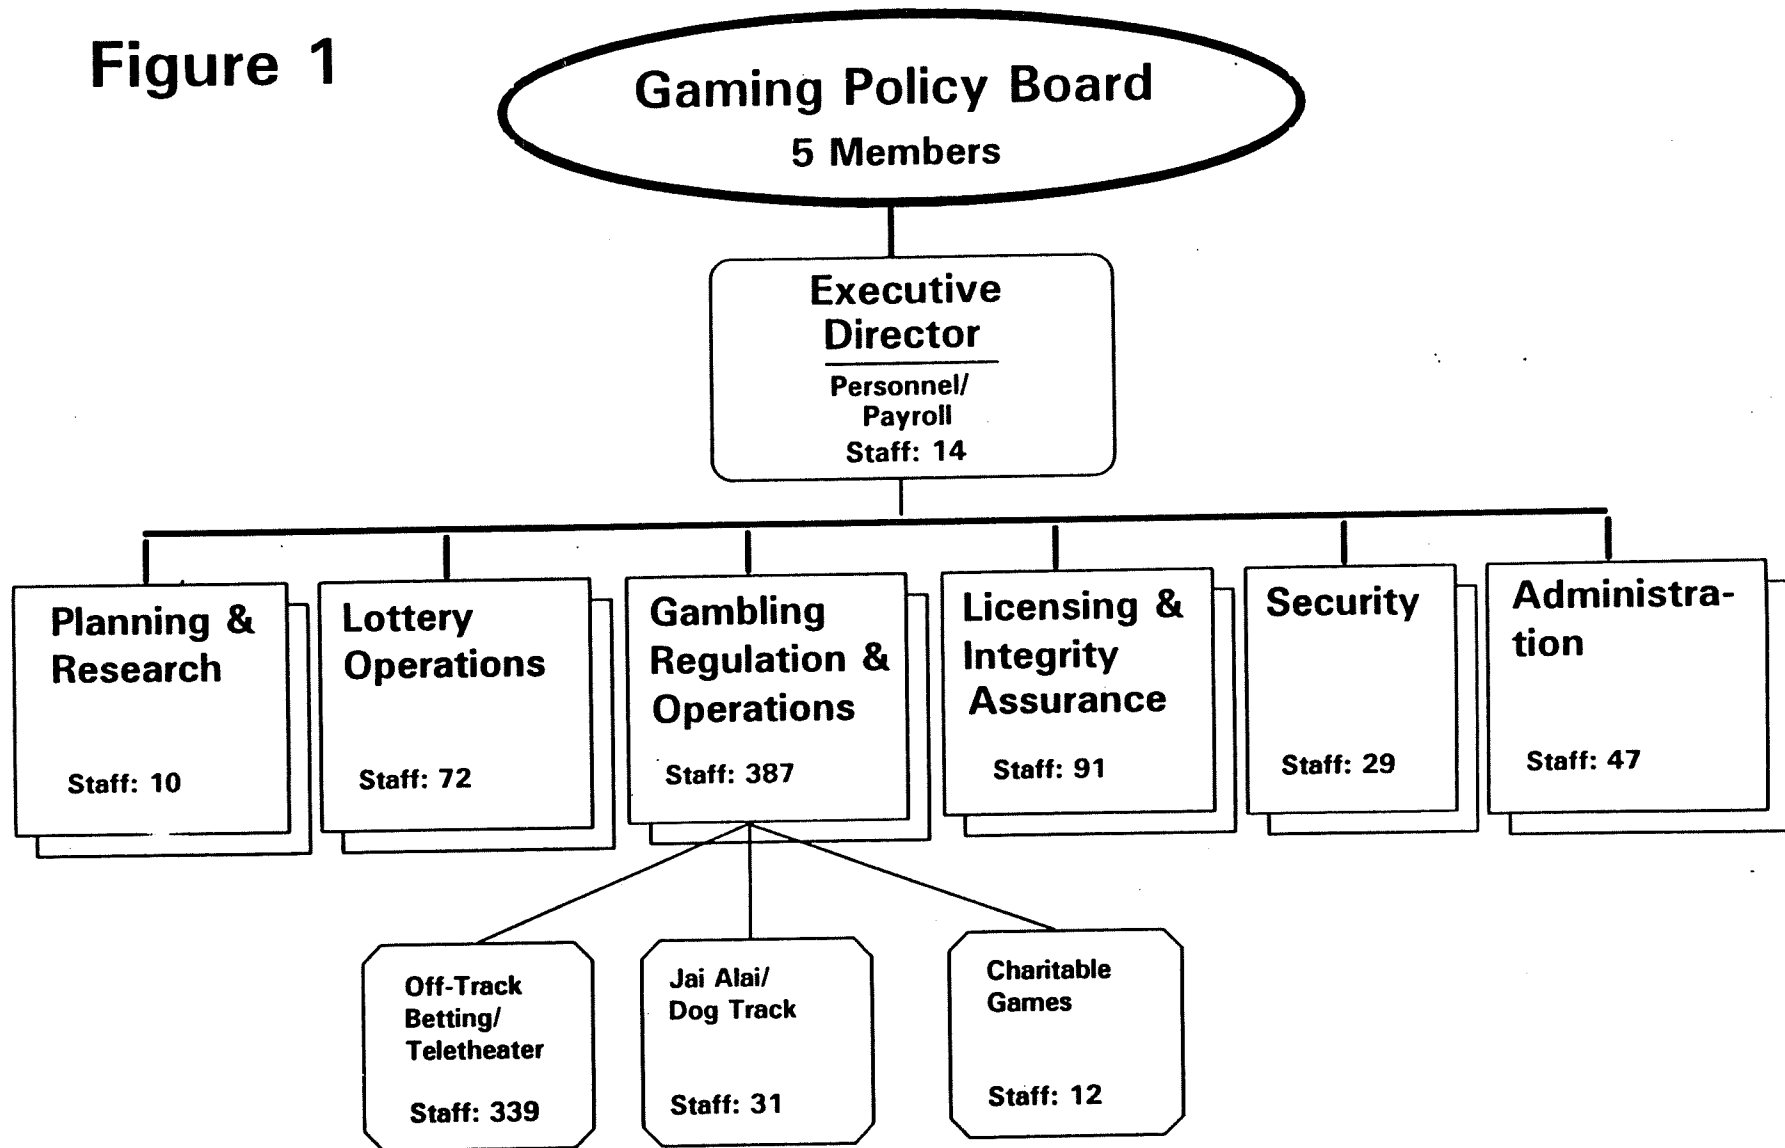 Figure 1
Gaming Policy Board
5 Members
Executive
Director
Personnel/
Payroll
Staff: 14
Planning &
Research
Staff: 10
Lottery
Operations
Staff: 72
Gambling
Regulation &
Operations
Staff: 387
Licensing &
Integrity
Assurance
Staff: 91
Security
Staff: 29
Administra-
tion
Staff: 47
Off-Track
Betting/
Teletheater
Staff: 339
Jai Alai/
Dog Track
Staff: 31
Charitable
Games
Staff: 12